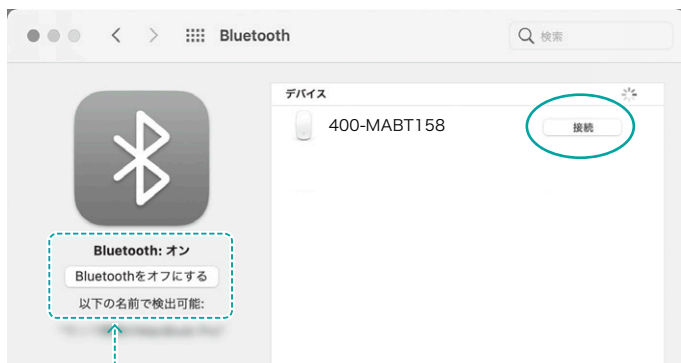 Bluetooth
検索
デバイス
400-MABT158
接続
Bluetooth: オン
Bluetoothをオフにする
以下の名前で検出可能: